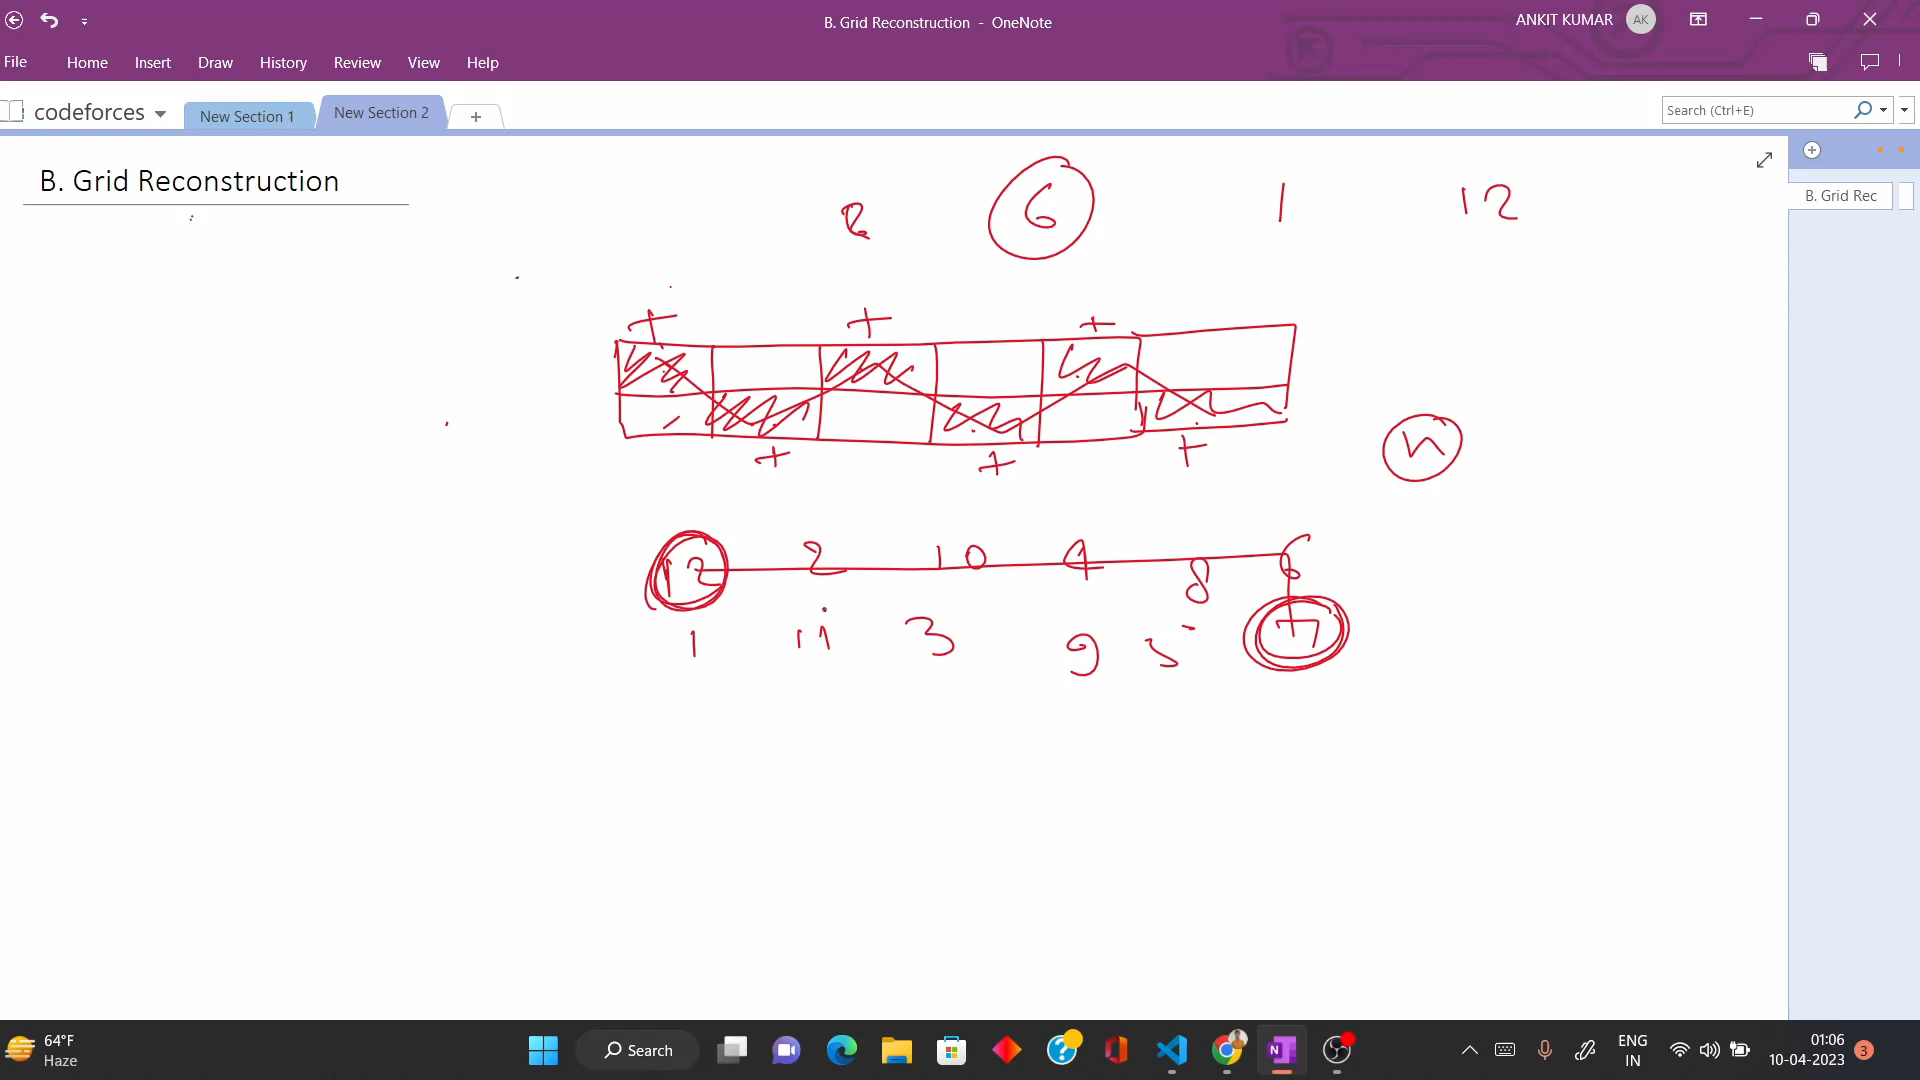 B. Grid Reconstruction - OneNote
ANKIT KUMAR AK
File Home Insert Draw History Review View Help
codeforces New Section 1 New Section 2 +
Search (Ctrl+E)
B. Grid Reconstruction
B. Grid Rec
6 1 12
+ + +
+ + +
n
12 2 10 4 8 6
1 11 3 9 5 7
64°F
Haze
Search
ENG
IN
01:06
10-04-2023
3